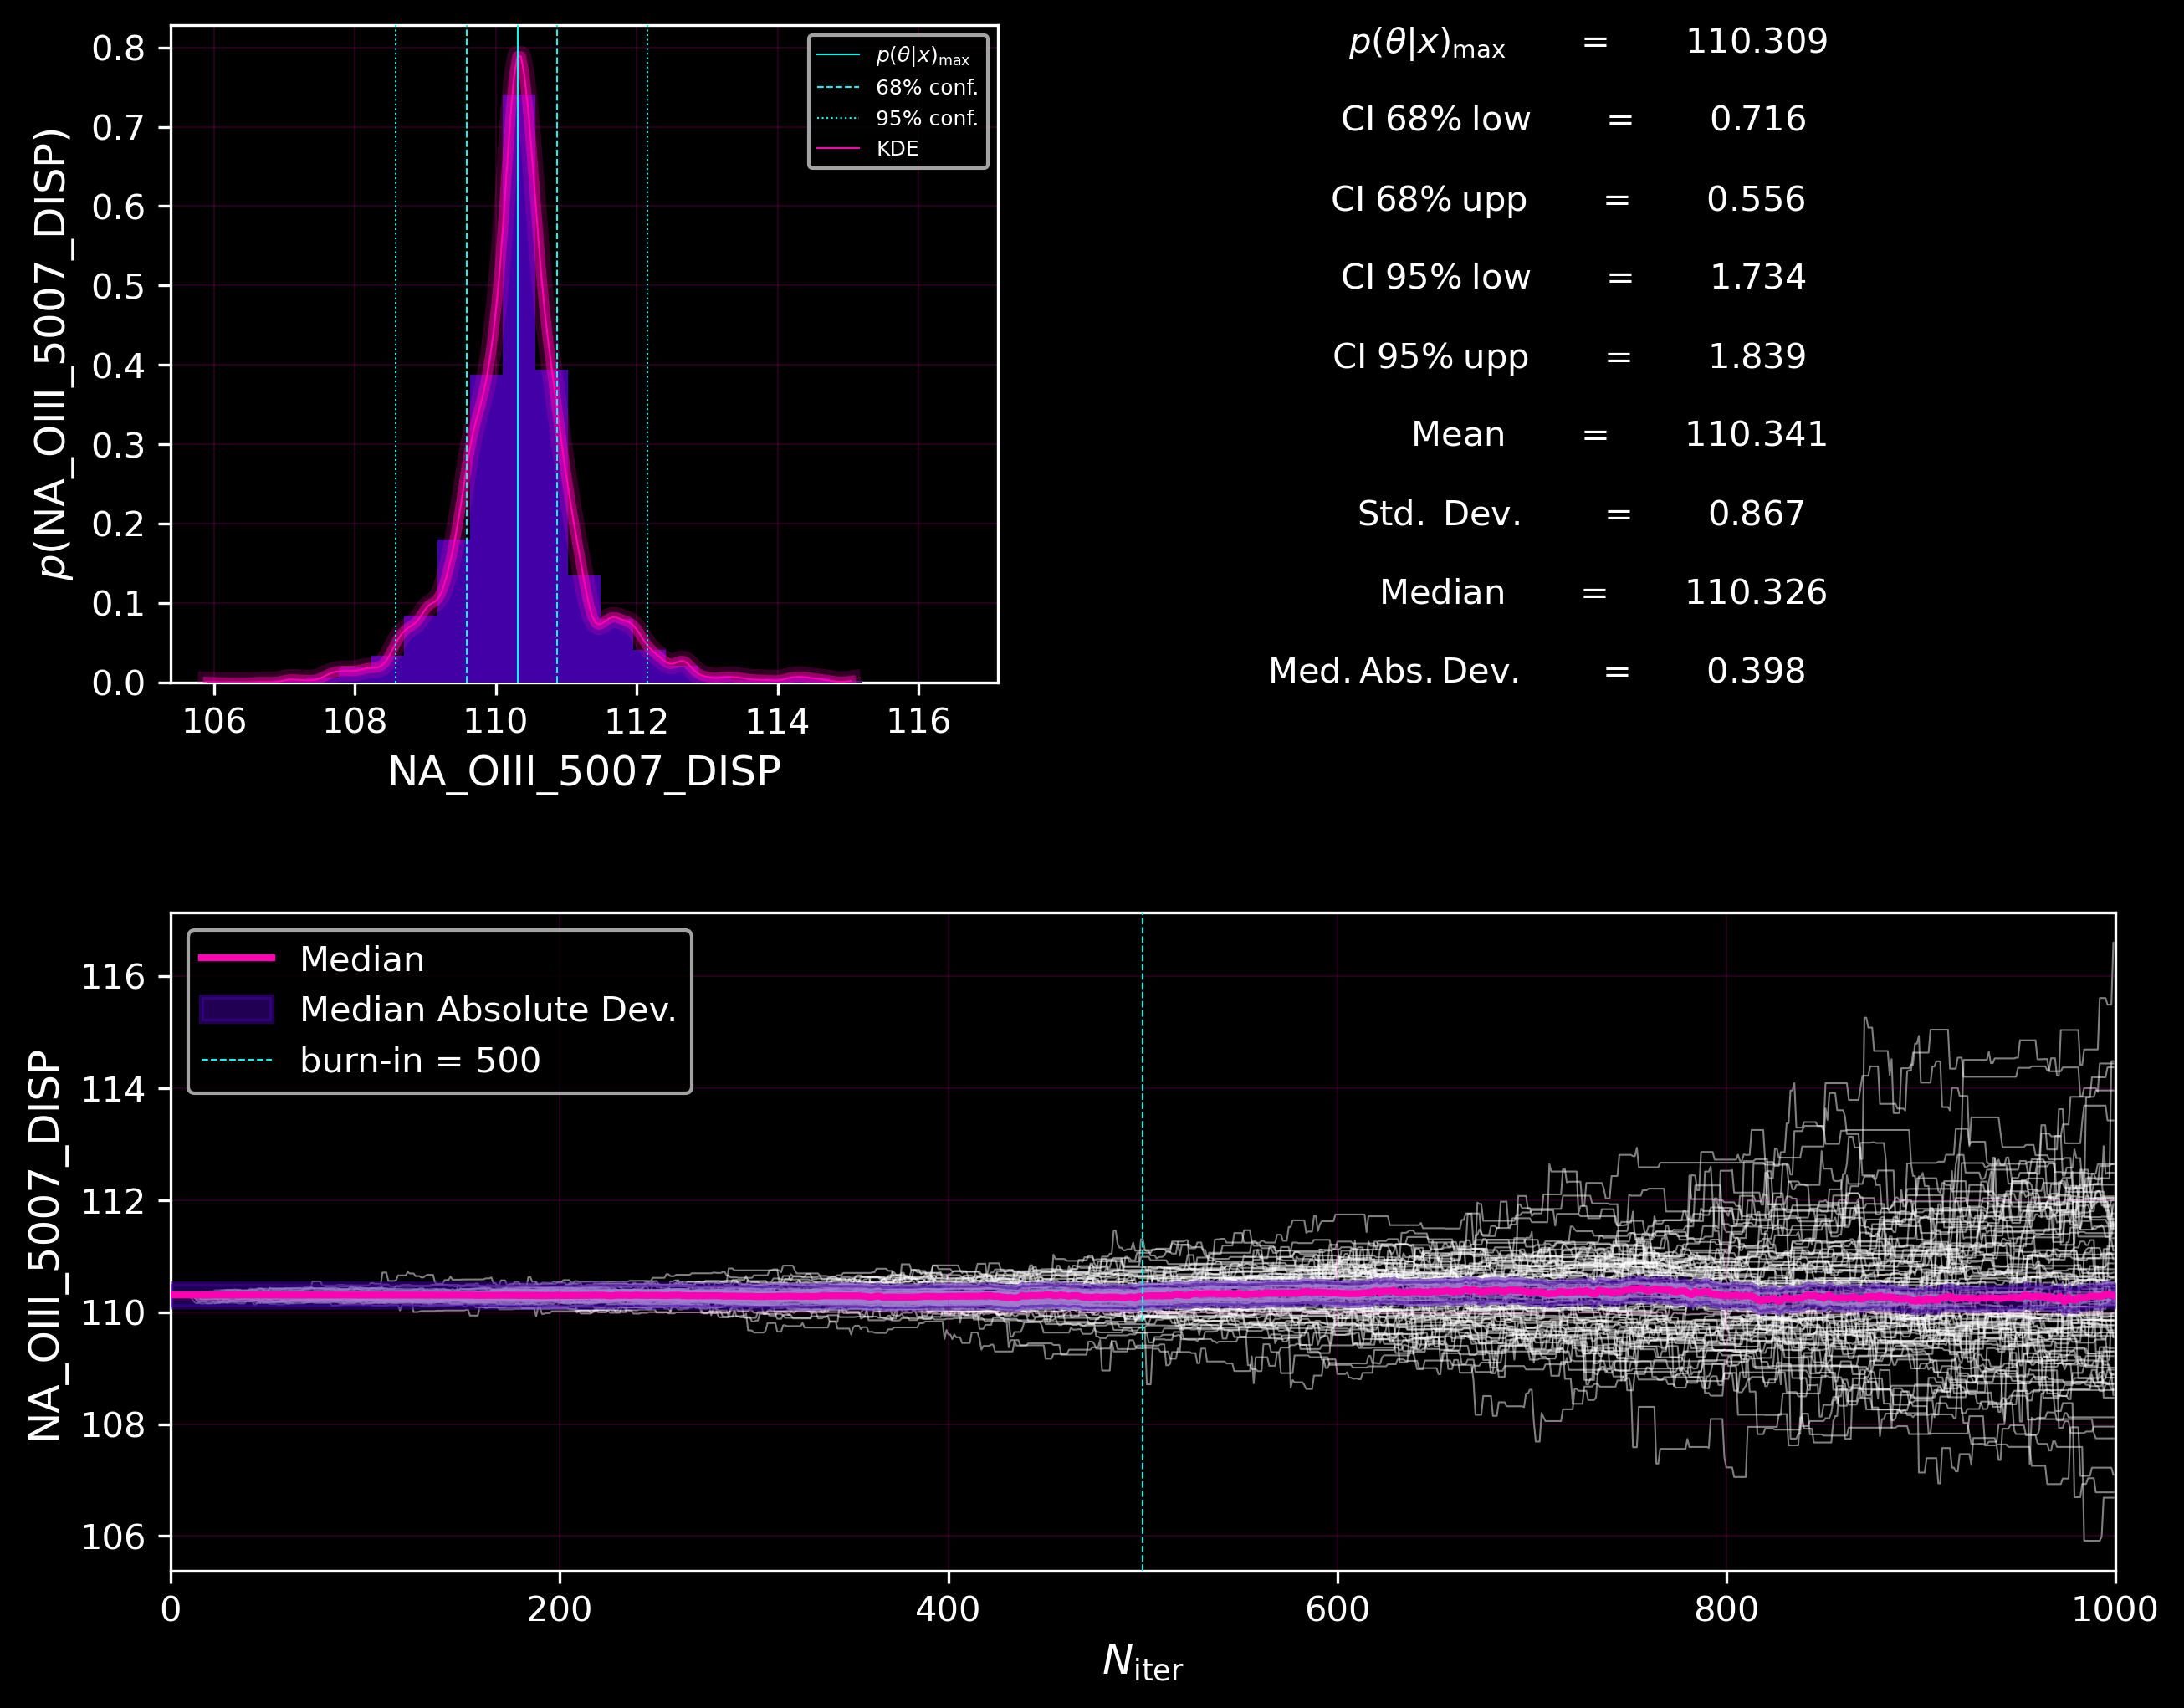 p(NA_OIII_5007_DISP)
0.8
0.7
0.6
0.5
0.4
0.3
0.2
0.1
0.0
106 108 110 112 114 116
NA_OIII_5007_DISP
p(θ|x)max
68% conf.
95% conf.
KDE
p(θ|x)max = 110.309
CI 68% low = 0.716
CI 68% upp = 0.556
CI 95% low = 1.734
CI 95% upp = 1.839
Mean = 110.341
Std. Dev. = 0.867
Median = 110.326
Med. Abs. Dev. = 0.398
NA_OIII_5007_DISP
116
114
112
110
108
106
Median
Median Absolute Dev.
burn-in = 500
0 200 400 600 800 1000
Niter